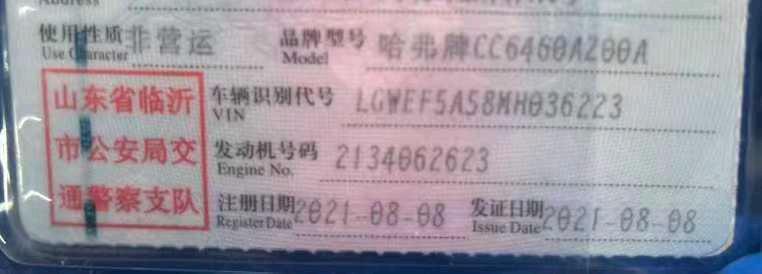 Address
使用性质 非营运 品牌型号 哈弗牌CC6460AZ00A
Use Character Model
山东省临沂 车辆识别代号 LGWEF5A58MH036223
VIN
市公安局交 发动机号码 2134062623
Engine No.
通警察支队 注册日期 2021-08-08 发证日期 2021-08-08
Register Date Issue Date